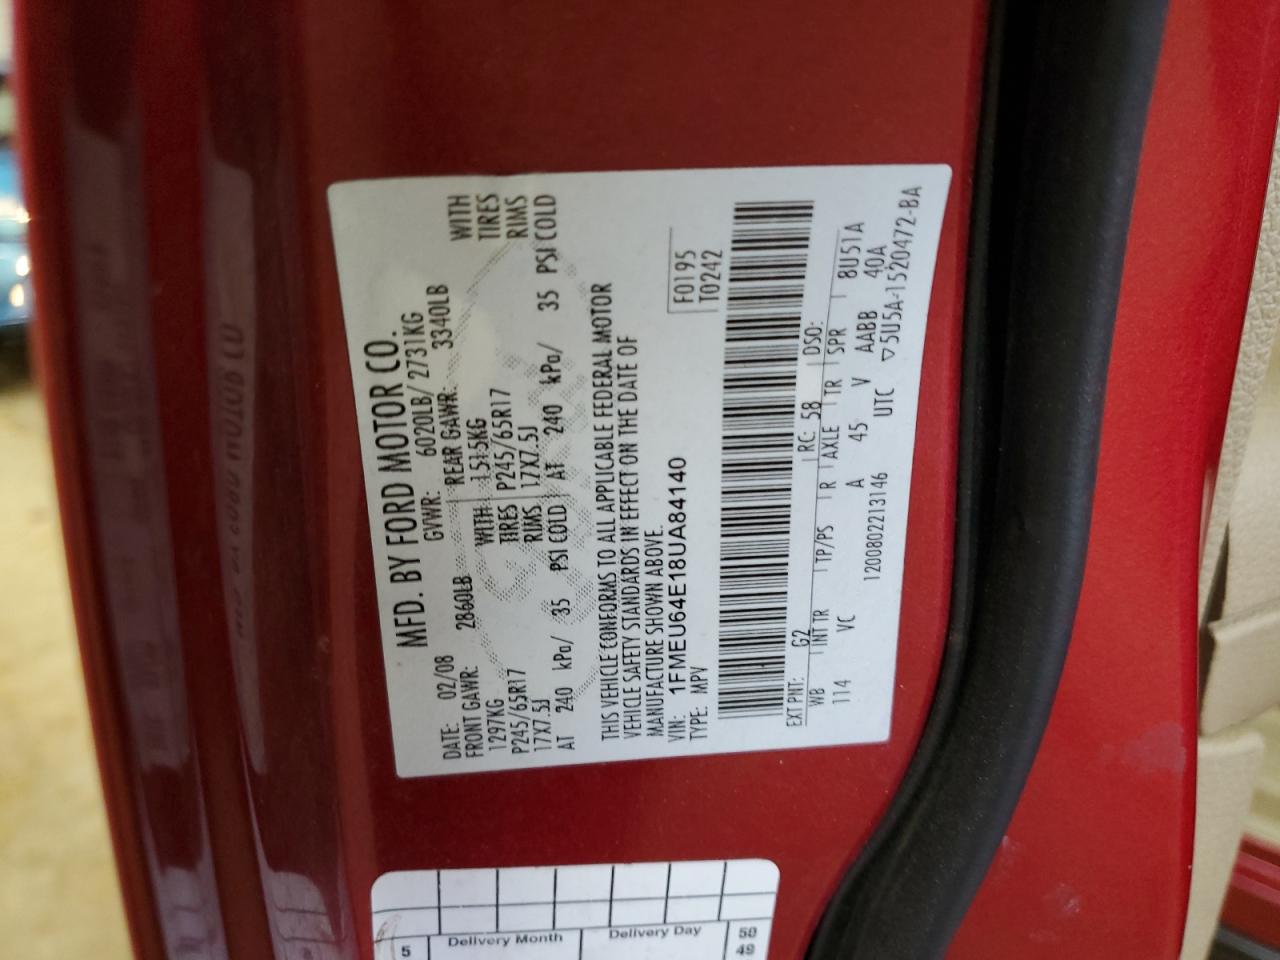 MFD. BY FORD MOTOR CO.
DATE: 02/08 GVWR: 6020LB/ 2731KG
FRONT GAWR: 2860LB REAR GAWR: 3340LB
1297KG WITH 1515KG WITH
P245/65R17 TIRES P245/65R17 TIRES
17X7.5J RIMS 17X7.5J RIMS
AT 240 kPa/ 35 PSI COLD AT 240 kPa/ 35 PSI COLD
THIS VEHICLE CONFORMS TO ALL APPLICABLE FEDERAL MOTOR
VEHICLE SAFETY STANDARDS IN EFFECT ON THE DATE OF
MANUFACTURE SHOWN ABOVE.
VIN: 1FMEU64E18UA84140 F0195
TYPE: MPV T0242
EXT PNT: G2 RC: 58 DSO:
WB INT TR TP/PS R AXLE TR SPR 8U51A
114 VC A 45 V AABB 40A
1200802213146 UTC ▽5U5A-1520472-BA
5 Delivery Month Delivery Day 50
49